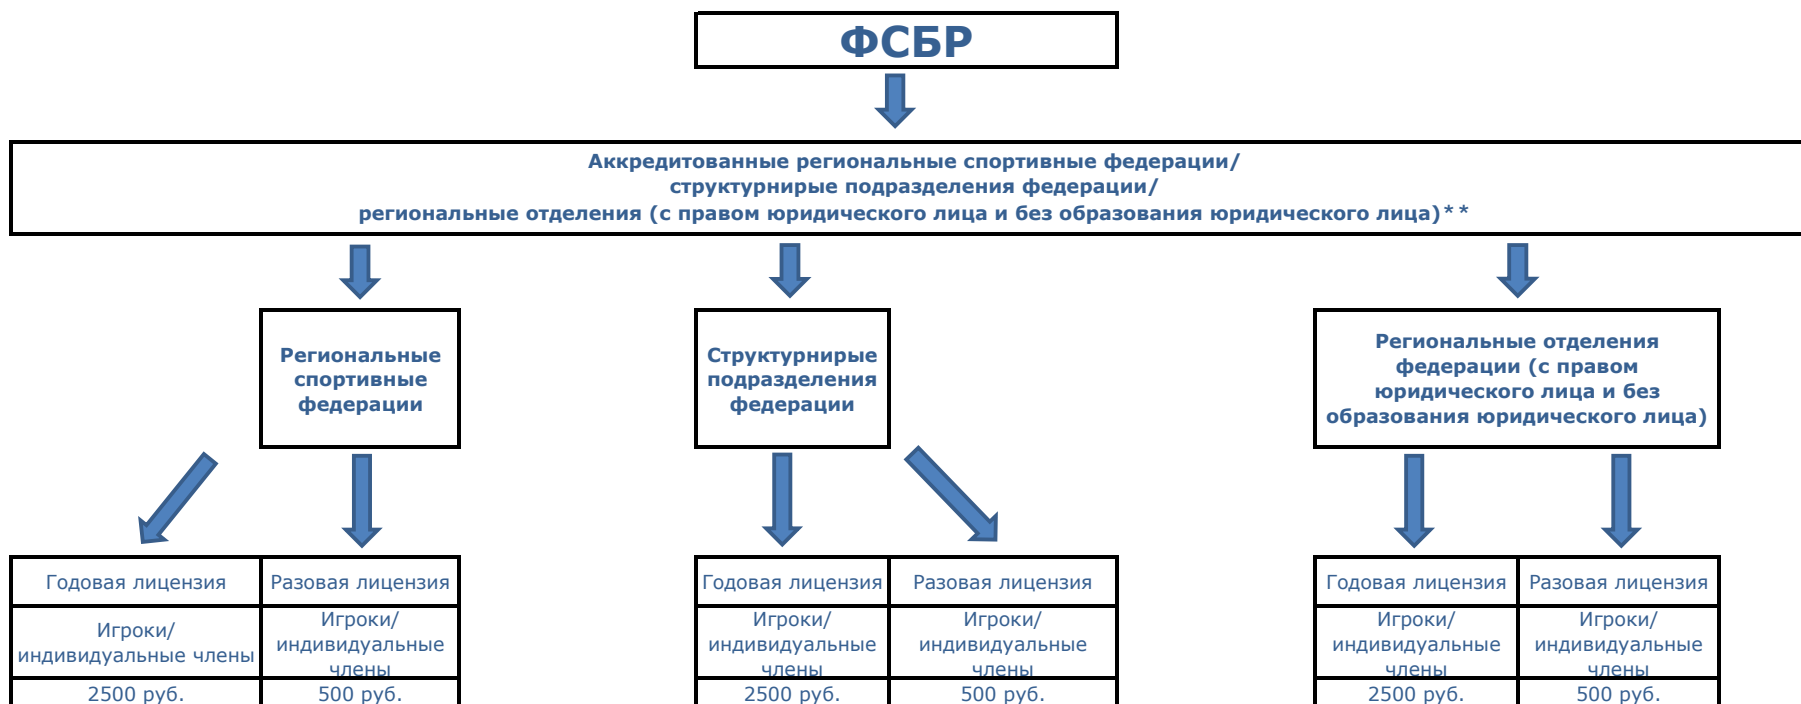 ФСБР
Аккредитованные региональные спортивные федерации/
структурнирые подразделения федерации/
региональные отделения (с правом юридического лица и без образования юридического лица)**
Региональные
спортивные
федерации
Структурнирые
подразделения
федерации
Региональные отделения
федерации (с правом
юридического лица и без
образования юридического лица)
Годовая лицензия
Разовая лицензия
Игроки/
индивидуальные члены
Игроки/
индивидуальные
члены
2500 руб.
500 руб.
Годовая лицензия
Разовая лицензия
Игроки/
индивидуальные
члены
Игроки/
индивидуальные
члены
2500 руб.
500 руб.
Годовая лицензия
Разовая лицензия
Игроки/
индивидуальные
члены
Игроки/
индивидуальные
члены
2500 руб.
500 руб.